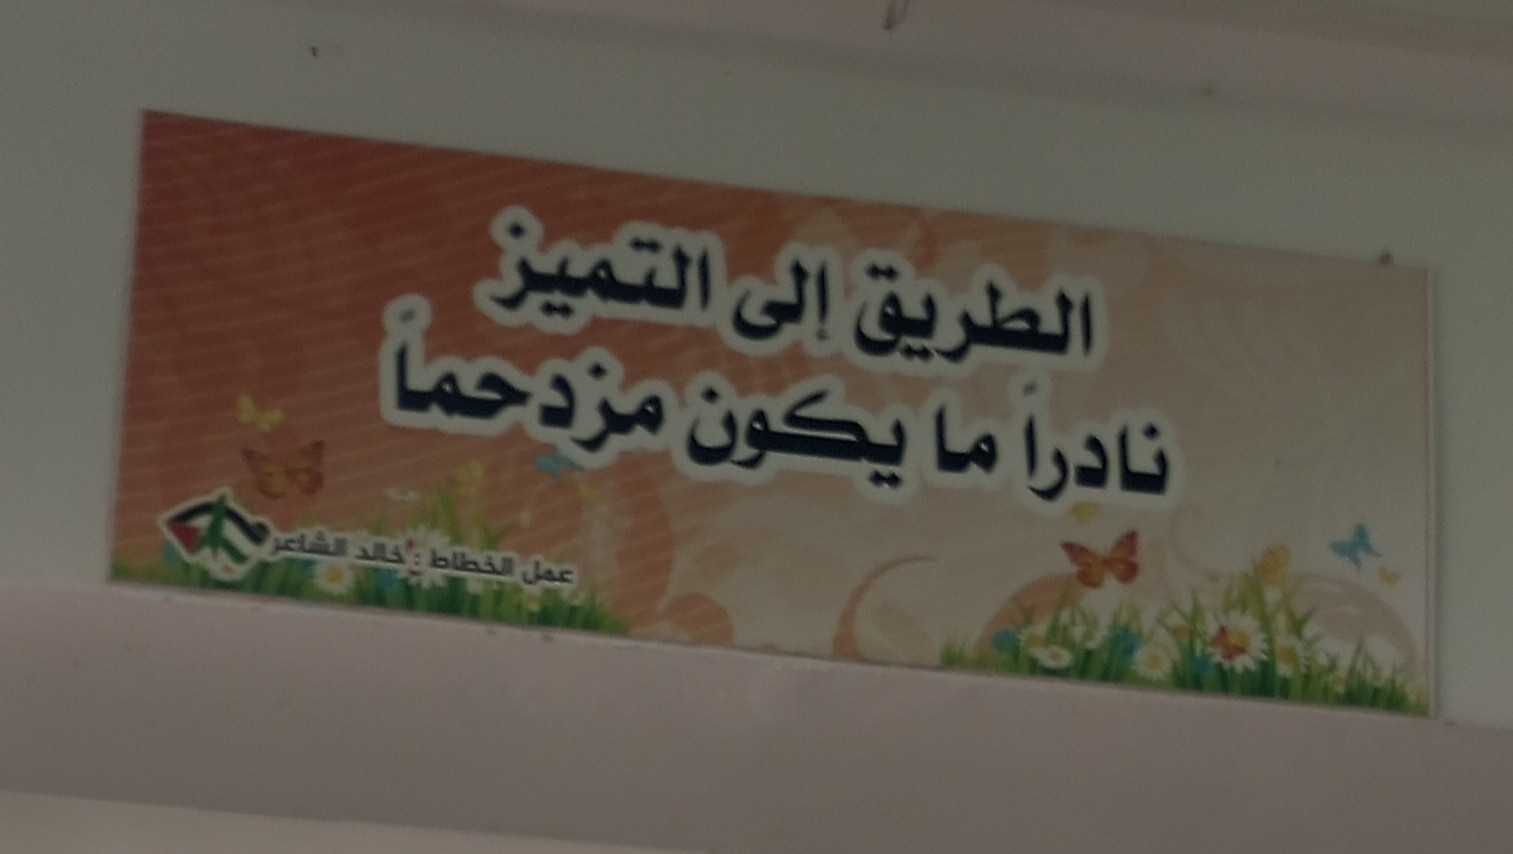 الطريق إلى التميز
نادراً ما يكون مزدحماً
عمل الخطاط : خالد الشاعر